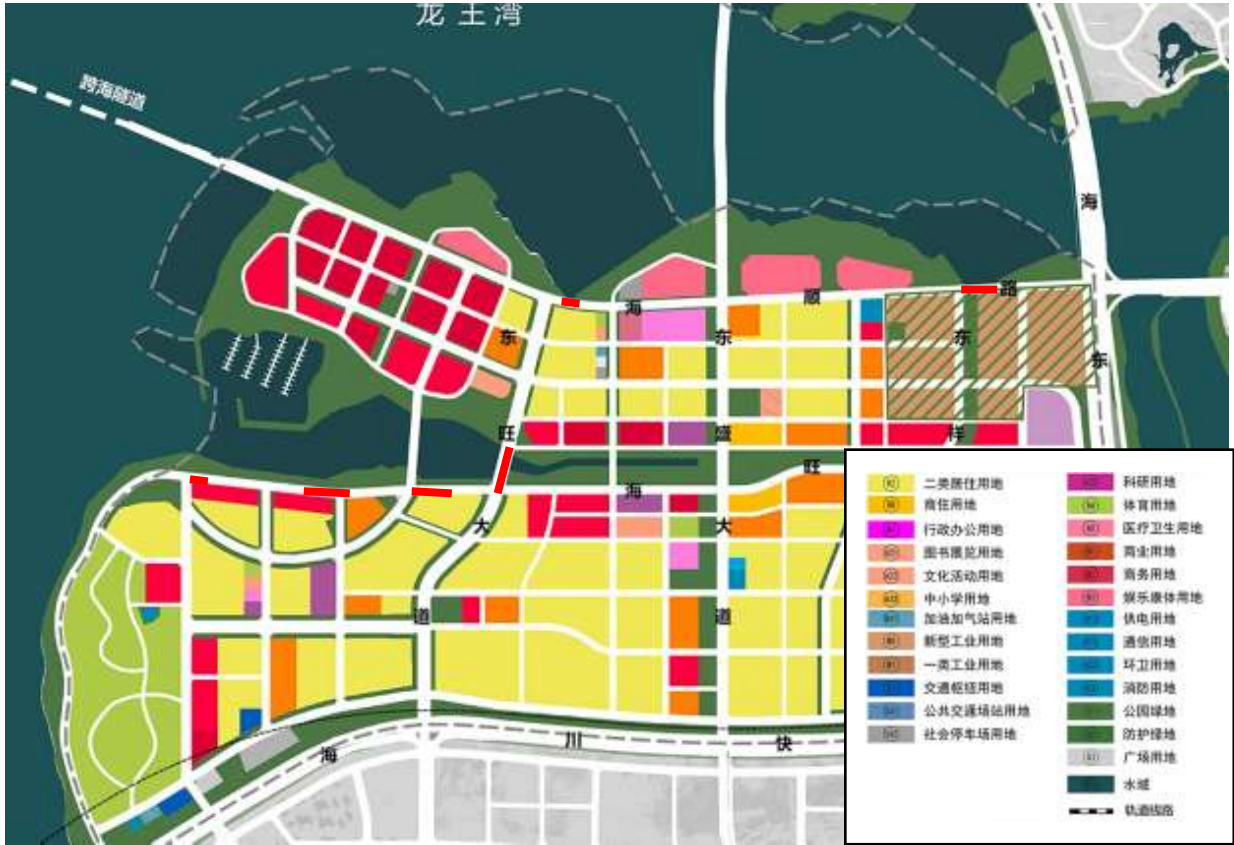 龙王湾
跨海隧道
海顺路
东旺大道
东盛大道
东祥
海东
海旺
海川快
二类居住用地
商住用地
行政办公用地
图书展览用地
文化活动用地
中小学用地
加油加气站用地
新型工业用地
一类工业用地
交通枢纽用地
公共交通场站用地
社会停车场用地
科研用地
体育用地
医疗卫生用地
商业用地
商务用地
娱乐康体用地
供电用地
通信用地
环卫用地
消防用地
公园绿地
防护绿地
广场用地
水域
轨道线路